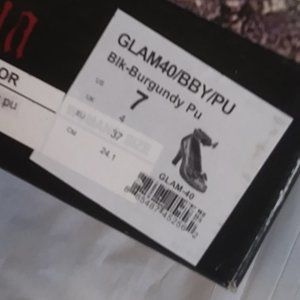 GLAM40/BBY/PU
Blk-Burgundy Pu
US
7
UK
4
EU
37
CM
24.1
GLAM-40
OR
pu